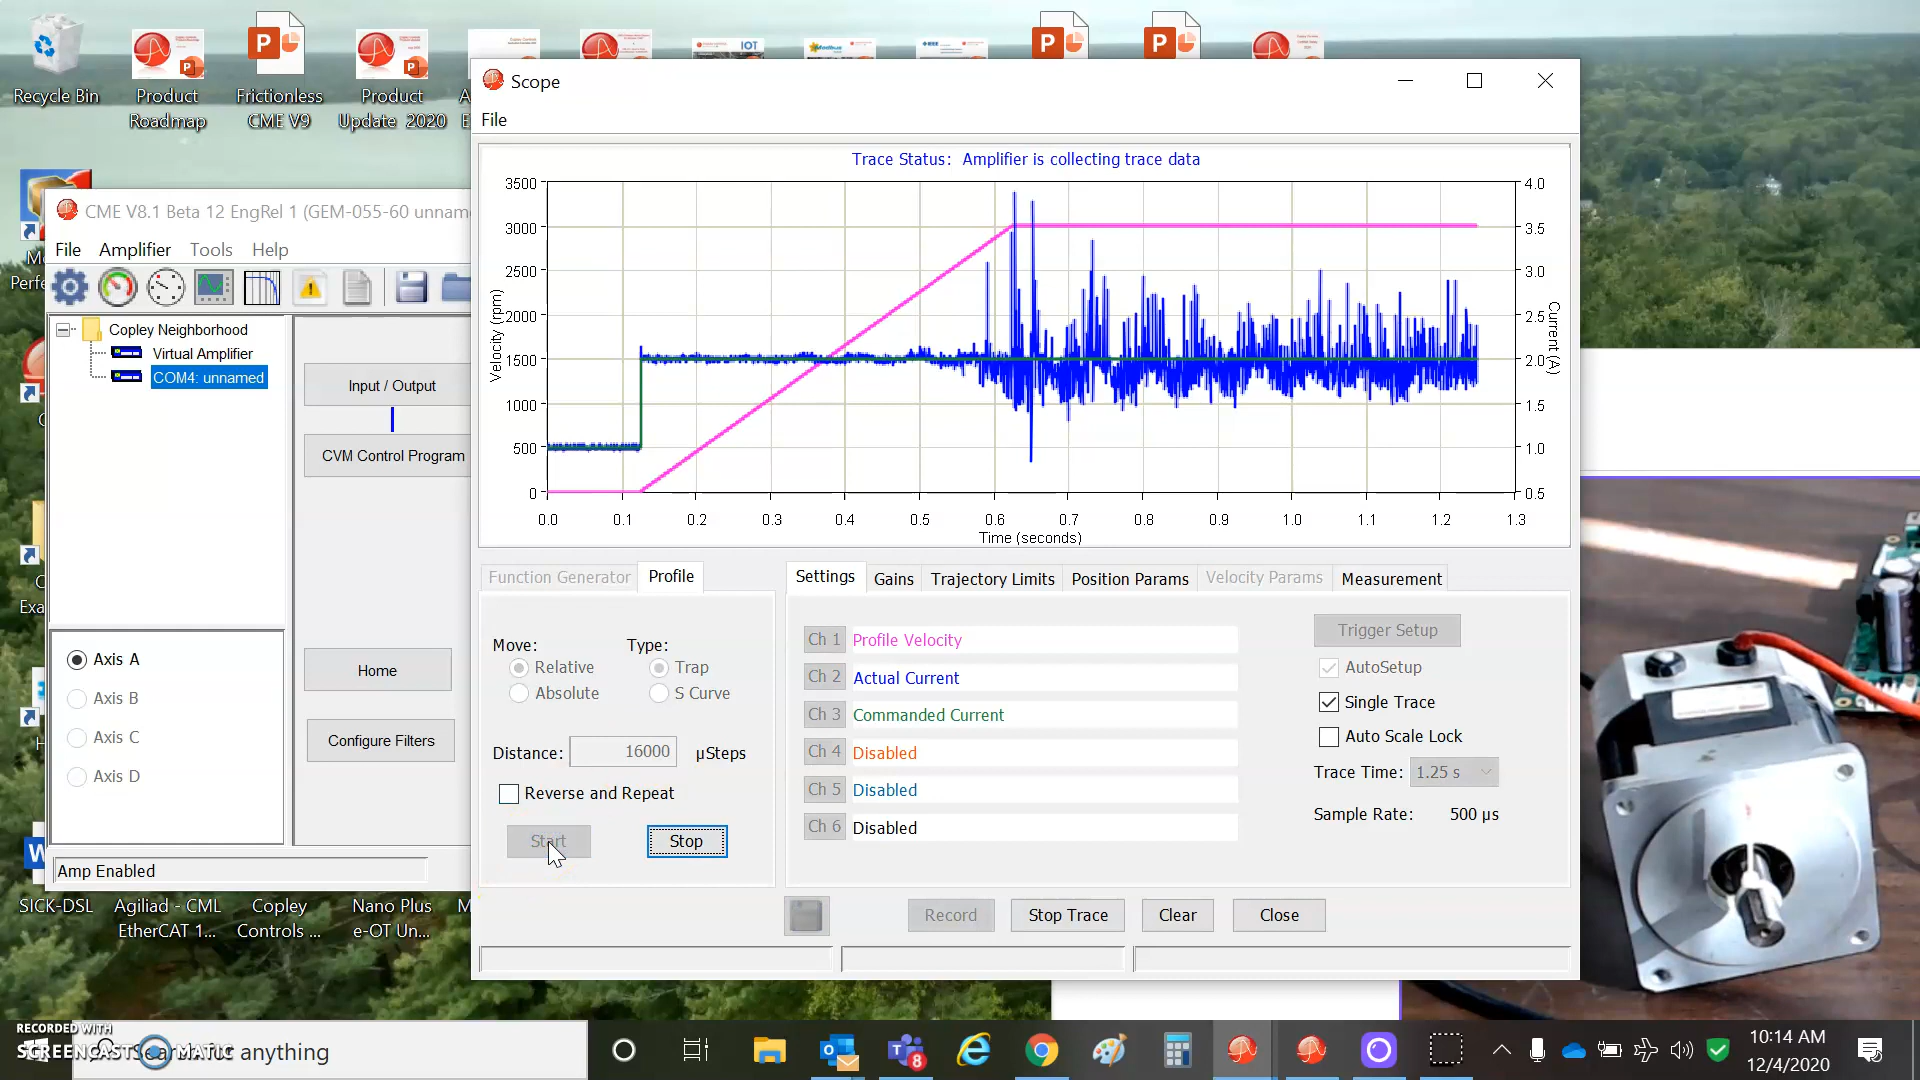 Recycle Bin
Product
Roadmap
Frictionless
CME V9
Product
Update 2020
IOT
Modbus
Scope
File
Trace Status: Amplifier is collecting trace data
3500
3000
2500
2000
1500
1000
500
0
Velocity (rpm)
4.0
3.5
3.0
2.5
2.0
1.5
1.0
0.5
Current (A)
0.0 0.1 0.2 0.3 0.4 0.5 0.6 0.7 0.8 0.9 1.0 1.1 1.2 1.3
Time (seconds)
CME V8.1 Beta 12 EngRel 1 (GEM-055-60 unnam
File Amplifier Tools Help
Copley Neighborhood
Virtual Amplifier
COM4: unnamed
Input / Output
CVM Control Program
Home
Configure Filters
Axis A
Axis B
Axis C
Axis D
Amp Enabled
Function Generator Profile
Move: Type:
Relative Trap
Absolute S Curve
Distance: 16000 µSteps
Reverse and Repeat
Start Stop
Settings Gains Trajectory Limits Position Params Velocity Params Measurement
Ch 1 Profile Velocity
Ch 2 Actual Current
Ch 3 Commanded Current
Ch 4 Disabled
Ch 5 Disabled
Ch 6 Disabled
Trigger Setup
AutoSetup
Single Trace
Auto Scale Lock
Trace Time: 1.25 s
Sample Rate: 500 µs
Record Stop Trace Clear Close
SICK-DSL
Agiliad - CML
EtherCAT 1...
Copley
Controls ...
Nano Plus
e-OT Un...
RECORDED WITH
SCREENCAST MATIC
Search for anything
8
10:14 AM
12/4/2020